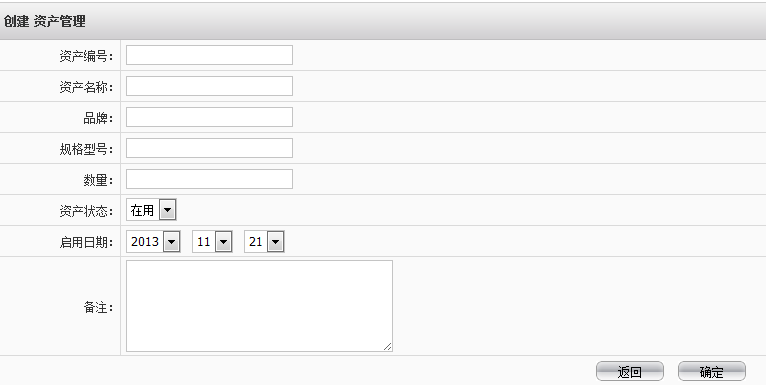 创建 资产管理
资产编号：
资产名称：
品牌：
规格型号：
数量：
资产状态： 在用
启用日期： 2013 11 21
备注：
返回 确定